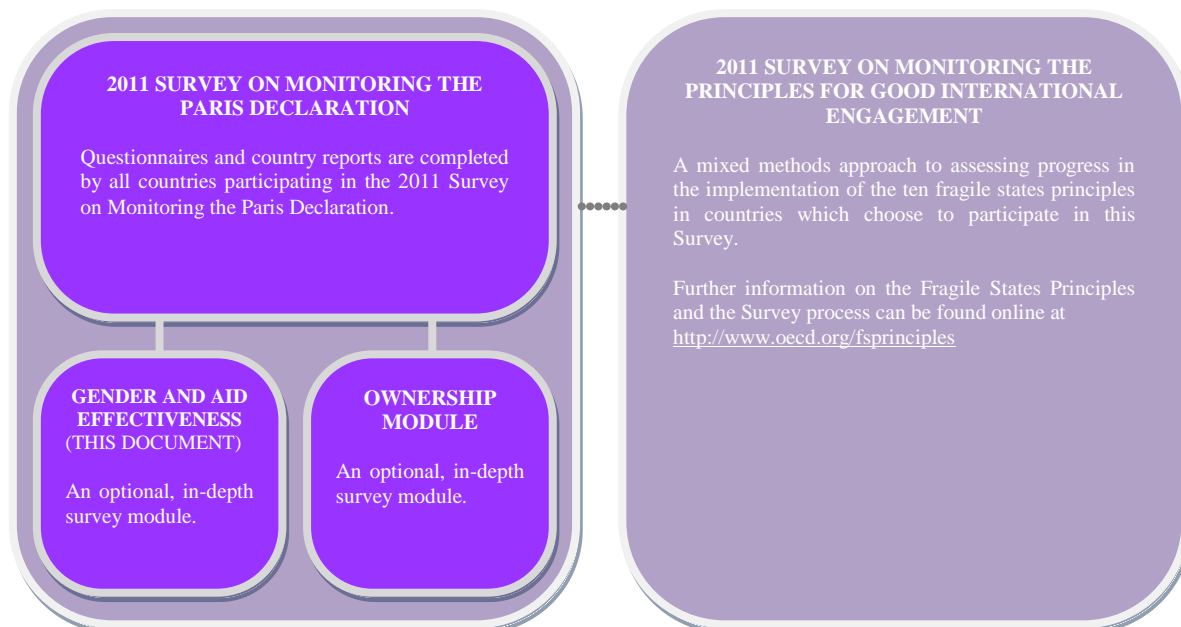 2011 SURVEY ON MONITORING THE
PARIS DECLARATION
Questionnaires and country reports are completed
by all countries participating in the 2011 Survey
on Monitoring the Paris Declaration.
GENDER AND AID
EFFECTIVENESS
(THIS DOCUMENT)
An optional, in-depth
survey module.
OWNERSHIP
MODULE
An optional, in-depth
survey module.
2011 SURVEY ON MONITORING THE
PRINCIPLES FOR GOOD INTERNATIONAL
ENGAGEMENT
A mixed methods approach to assessing progress in
the implementation of the ten fragile states principles
in countries which choose to participate in this
Survey.
Further information on the Fragile States Principles
and the Survey process can be found online at
http://www.oecd.org/fsprinciples